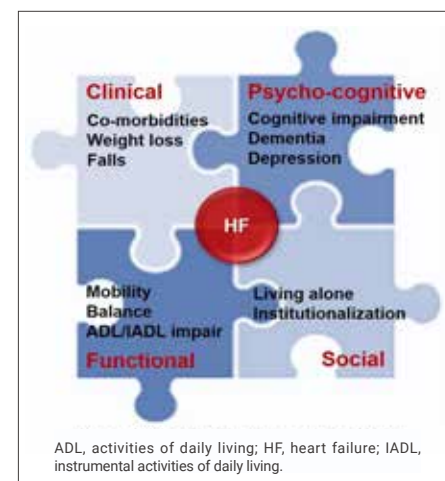 Clinical
Co-morbidities
Weight loss
Falls
Psycho-cognitive
Cognitive impairment
Dementia
Depression
HF
Mobility
Balance
ADL/IADL impair
Functional
Living alone
Institutionalization
Social
ADL, activities of daily living; HF, heart failure; IADL,
instrumental activities of daily living.